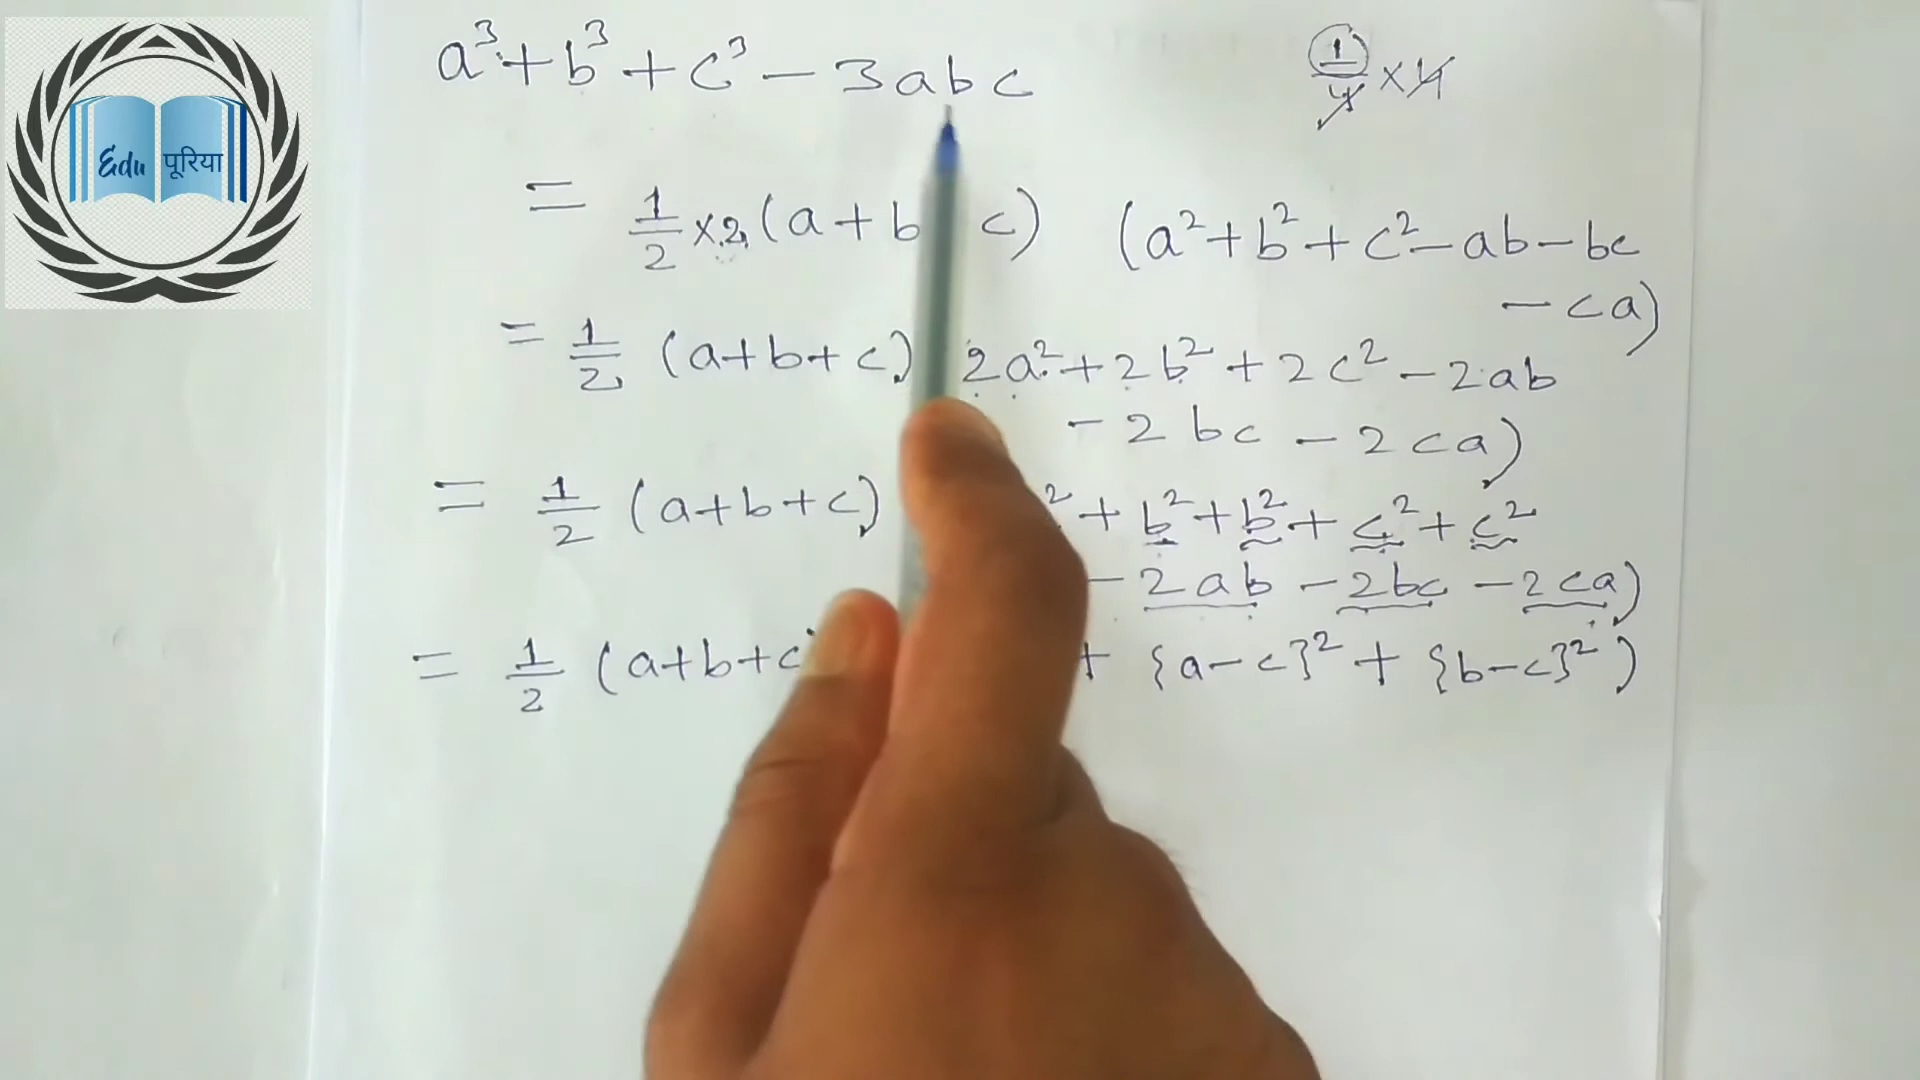 Edu पूरिया
a³+b³+c³-3abc
1/4 × 4
= 1/2 × 2 (a+b c) (a²+b²+c²-ab-bc
-ca)
= 1/2 (a+b+c) 2a²+2b²+2c²-2ab
-2bc-2ca)
= 1/2 (a+b+c) ²+b²+b²+c²+c²
-2ab-2bc-2ca)
= 1/2 (a+b+c + {a-c}²+{b-c}²)